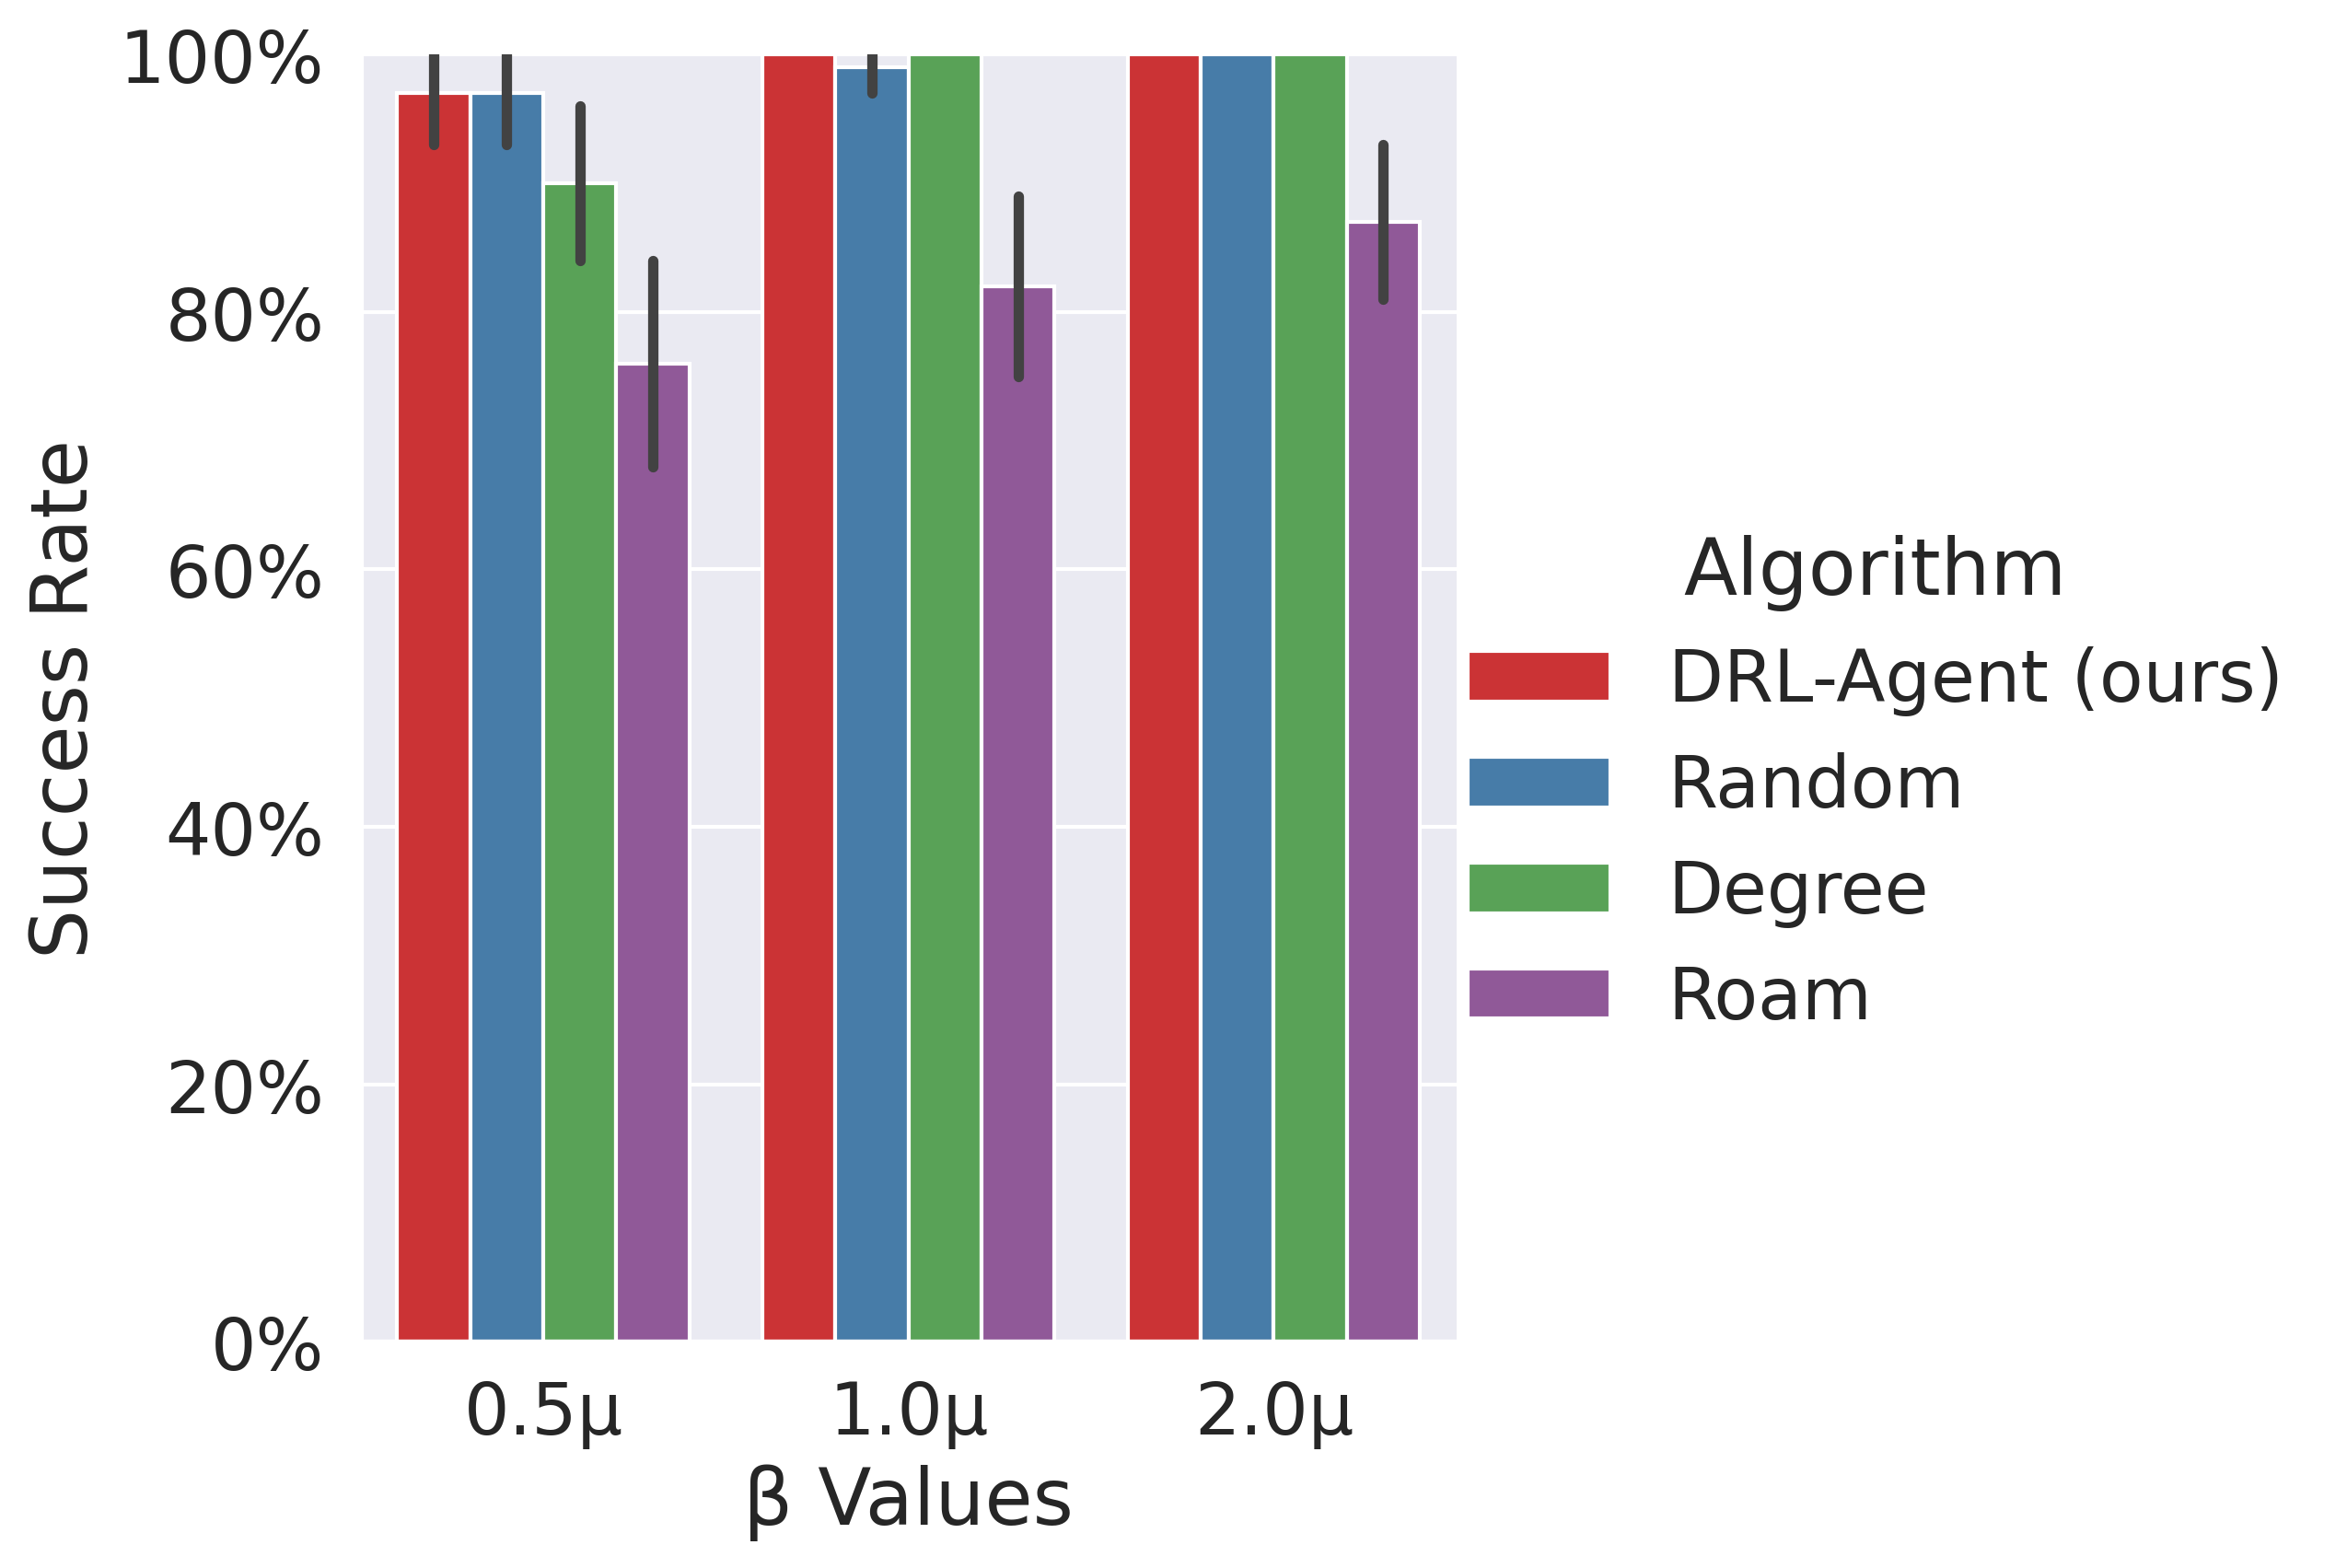 100%
80%
60%
40%
20%
0%
Success Rate
0.5μ
1.0μ
2.0μ
β Values
Algorithm
DRL-Agent (ours)
Random
Degree
Roam